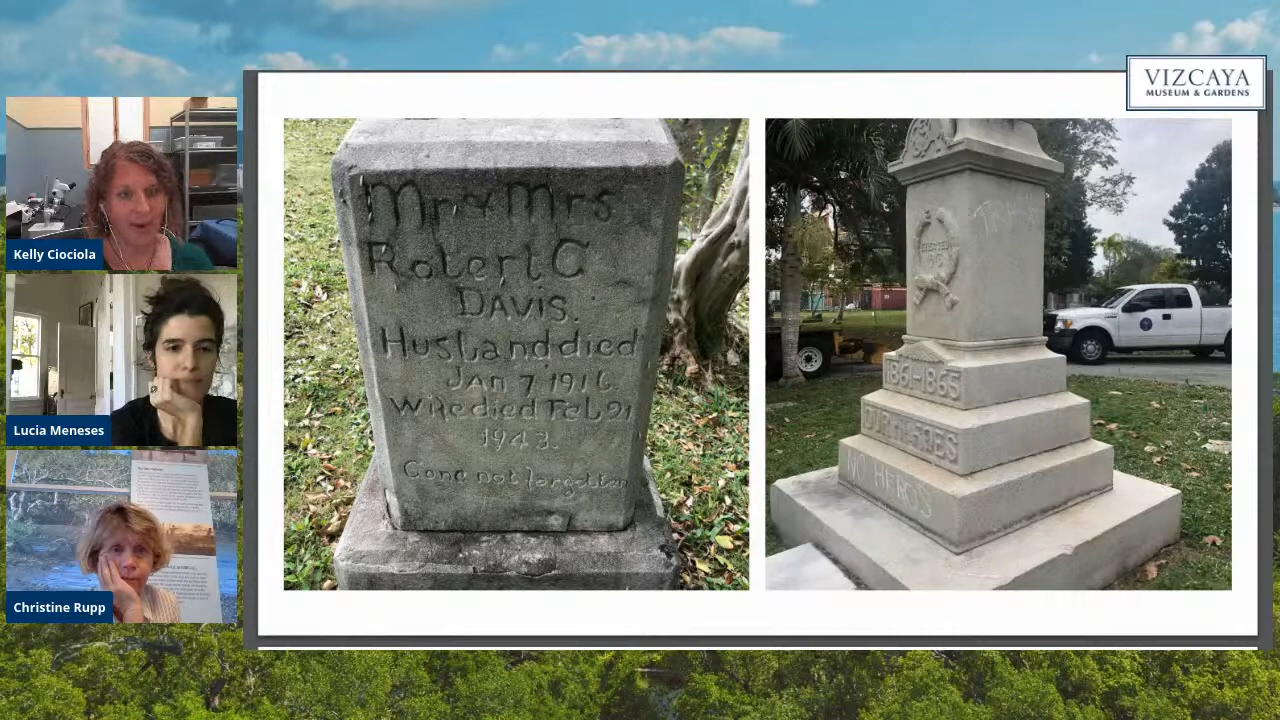 VIZCAYA
MUSEUM & GARDENS
Kelly Ciociola
Lucia Meneses
Christine Rupp
Mr & Mrs
Robert C
DAVIS.
Husband died
Jan 7 1916.
Wife died Feb 21
1943.
Gone not forgotten
ERECTED
1861-1865
OUR
NO HEROS